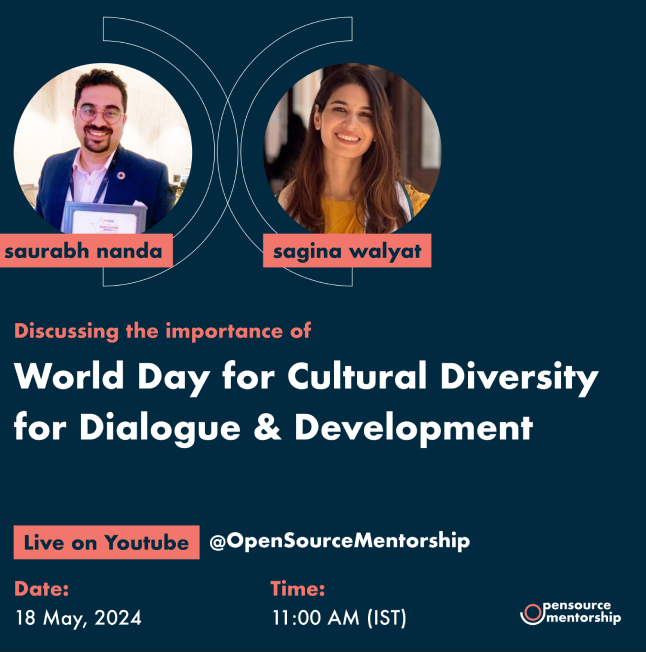 saurabh nanda
sagina walyat
Discussing the importance of
World Day for Cultural Diversity
for Dialogue & Development
Live on Youtube @OpenSourceMentorship
Date:
18 May, 2024
Time:
11:00 AM (IST)
Opensource
mentorship